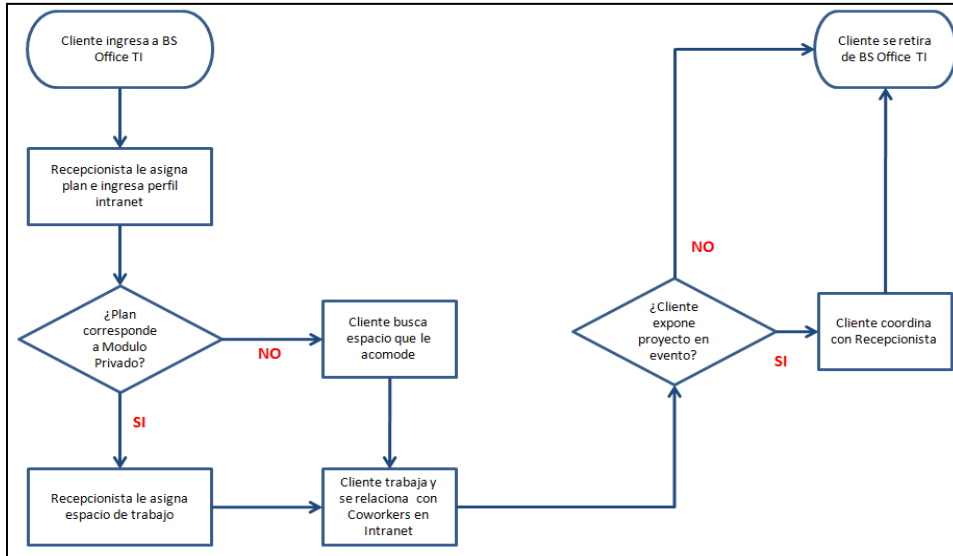 Cliente ingresa a BS
Office TI
Recepcionista le asigna
plan e ingresa perfil
intranet
¿Plan
corresponde
a Modulo
Privado?
NO
SI
Cliente busca
espacio que le
acomode
Recepcionista le asigna
espacio de trabajo
Cliente trabaja y
se relaciona con
Coworkers en
Intranet
¿Cliente
expone
proyecto en
evento?
NO
SI
Cliente coordina
con Recepcionista
Cliente se retira
de BS Office TI